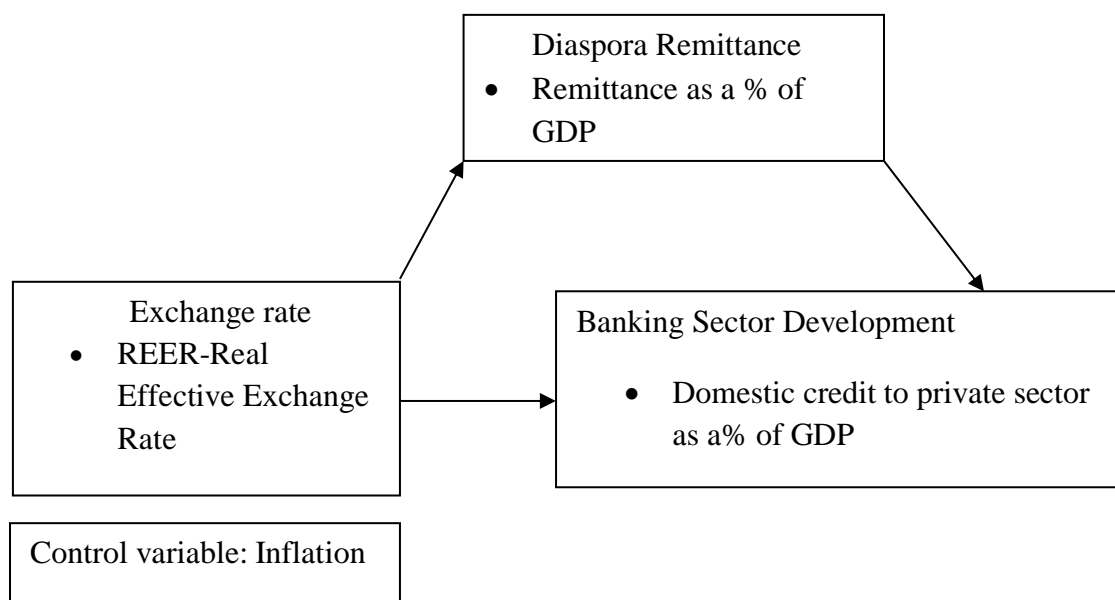 Diaspora Remittance
• Remittance as a % of
GDP
Exchange rate
• REER-Real
Effective Exchange
Rate
Banking Sector Development
• Domestic credit to private sector
as a% of GDP
Control variable: Inflation